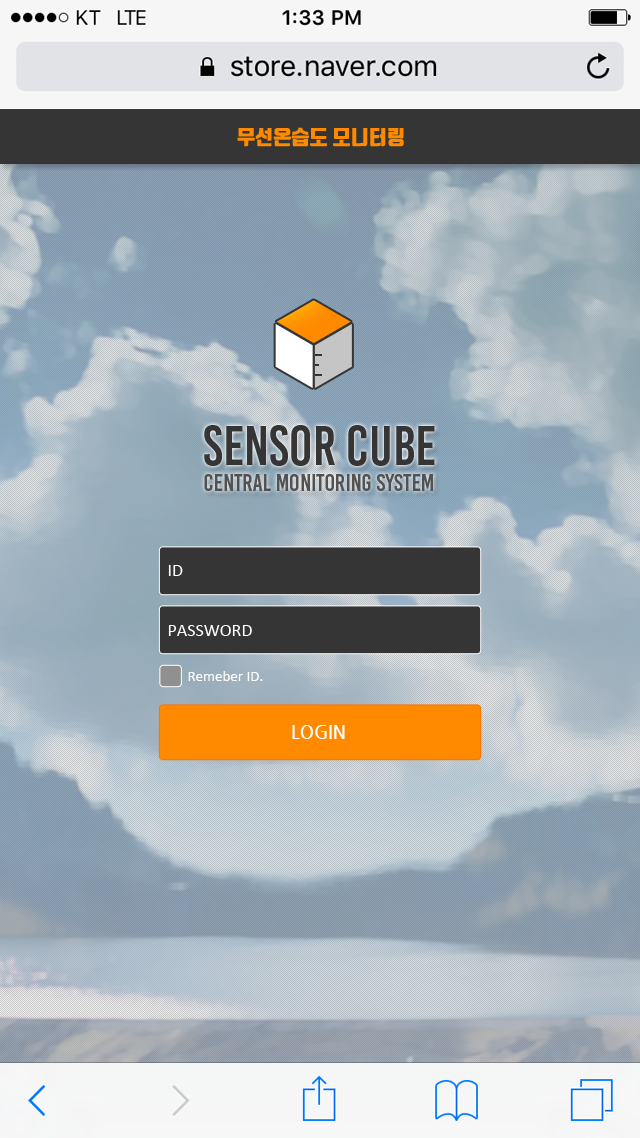 KT LTE 1:33 PM
store.naver.com
무선온습도 모니터링
SENSOR CUBE
CENTRAL MONITORING SYSTEM
ID
PASSWORD
Remeber ID.
LOGIN